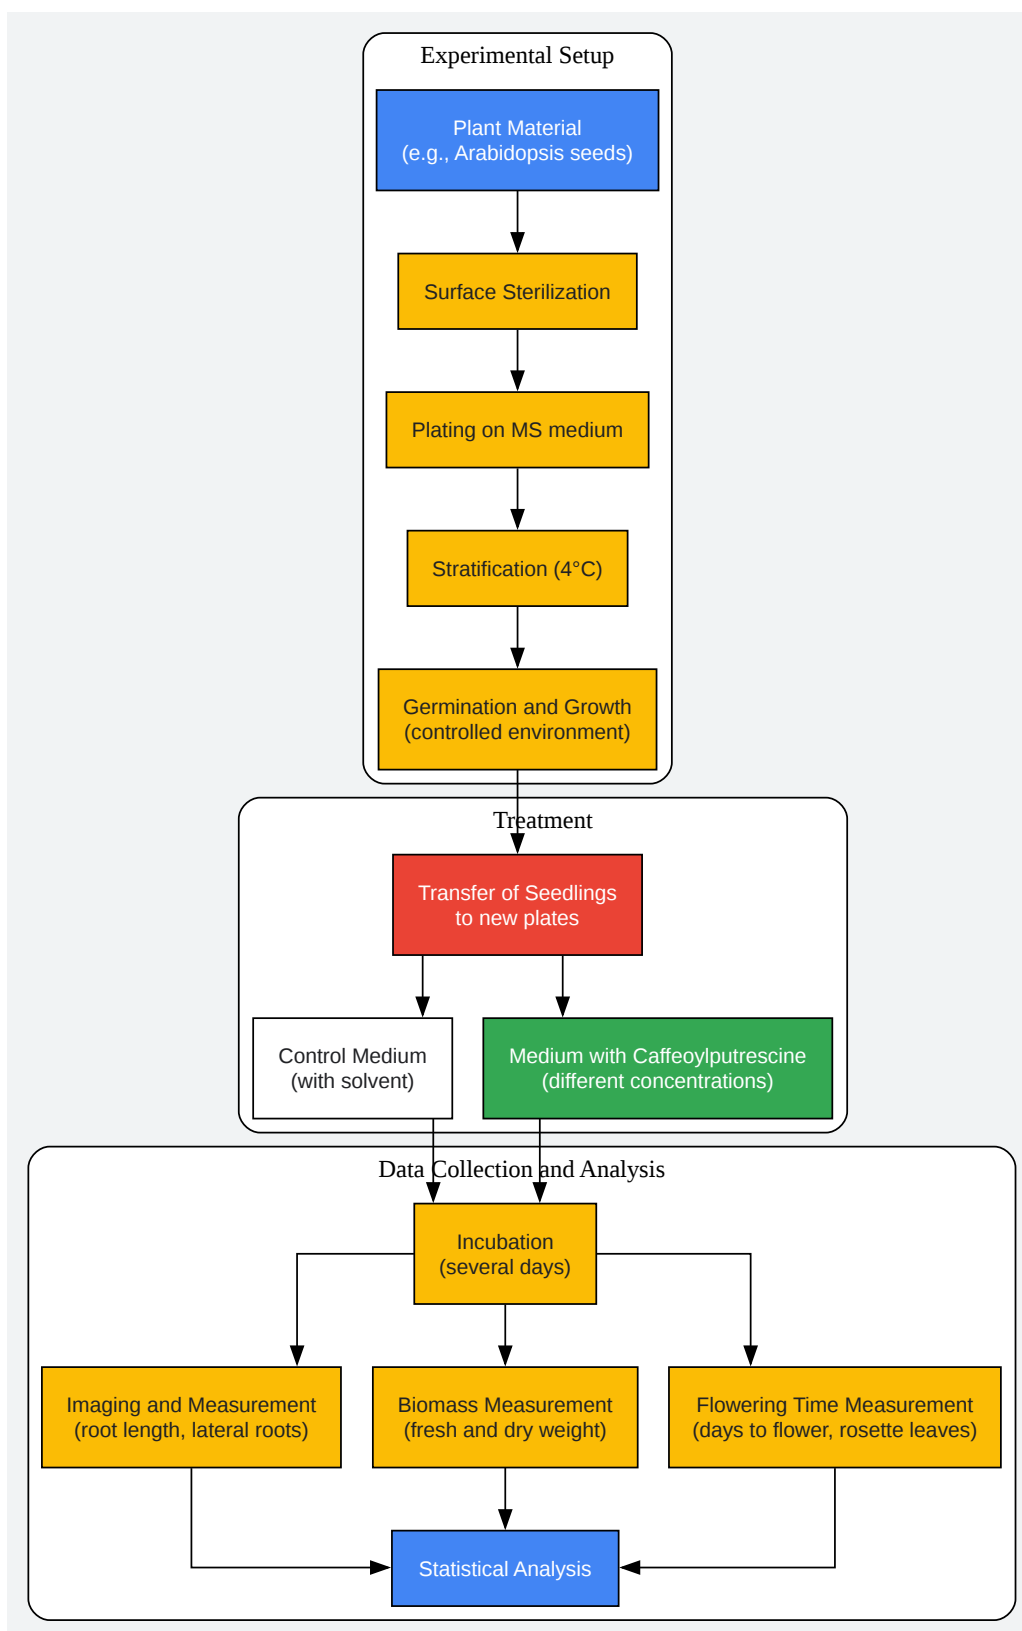 Experimental Setup
Plant Material
(e.g., Arabidopsis seeds)
Surface Sterilization
Plating on MS medium
Stratification (4°C)
Germination and Growth
(controlled environment)
Treatment
Transfer of Seedlings
to new plates
Control Medium
(with solvent)
Medium with Caffeoylputrescine
(different concentrations)
Data Collection and Analysis
Incubation
(several days)
Imaging and Measurement
(root length, lateral roots)
Biomass Measurement
(fresh and dry weight)
Flowering Time Measurement
(days to flower, rosette leaves)
Statistical Analysis